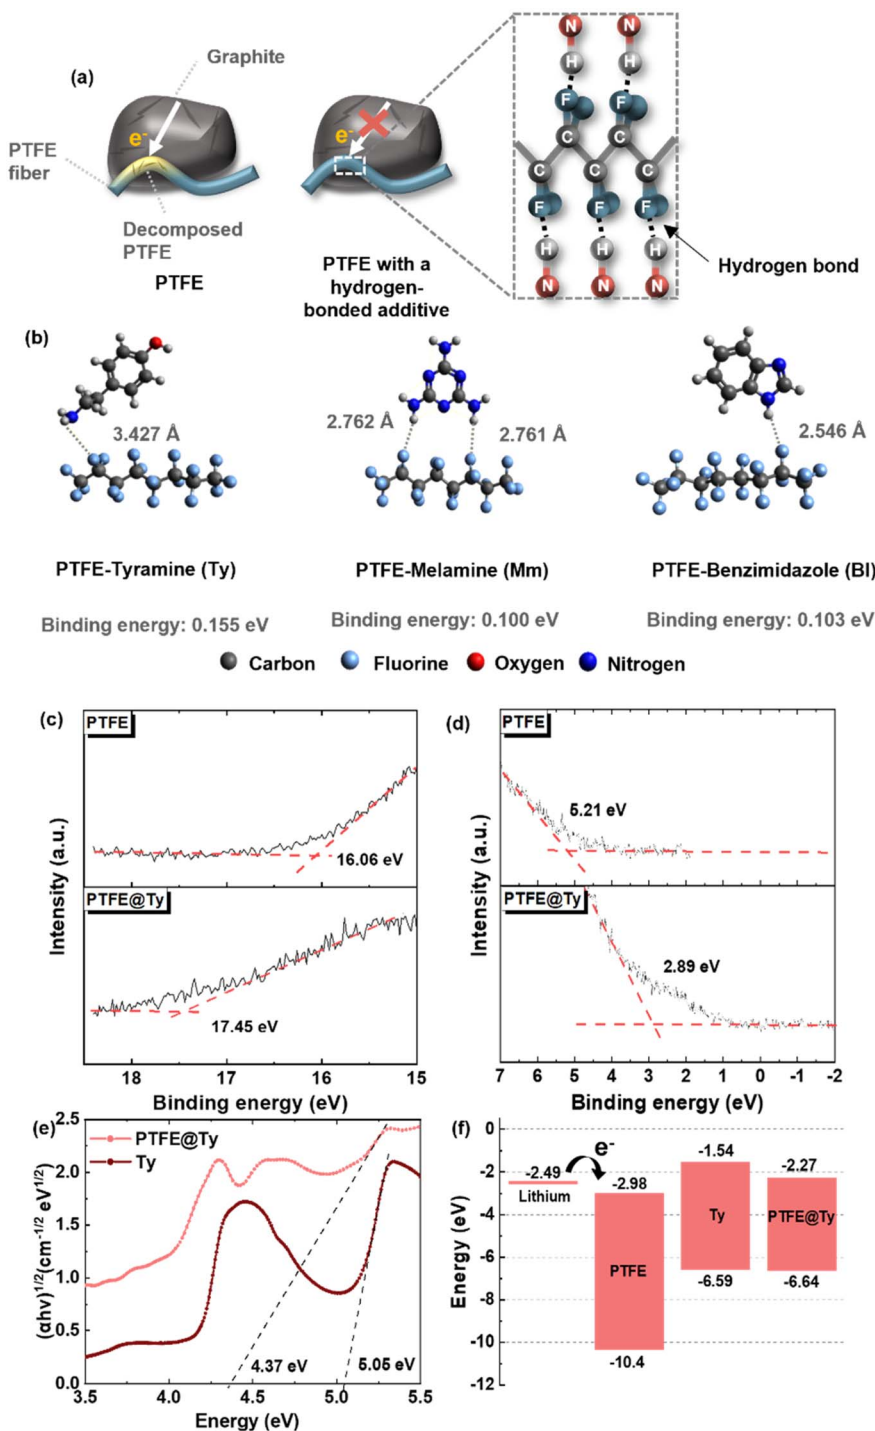 (a)
Graphite
e-
PTFE
fiber
Decomposed
PTFE
PTFE
e-
PTFE with a
hydrogen-
bonded additive
N N
H H
F F
C C
C C C
F F F
H H H
N N N
Hydrogen bond
(b)
3.427 Å
2.762 Å
2.761 Å
2.546 Å
PTFE-Tyramine (Ty)
PTFE-Melamine (Mm)
PTFE-Benzimidazole (BI)
Binding energy: 0.155 eV
Binding energy: 0.100 eV
Binding energy: 0.103 eV
Carbon Fluorine Oxygen Nitrogen
(c)
PTFE
16.06 eV
PTFE@Ty
17.45 eV
Intensity (a.u.)
18 17 16 15
Binding energy (eV)
(d)
PTFE
5.21 eV
PTFE@Ty
2.89 eV
Intensity (a.u.)
7 6 5 4 3 2 1 0 -1 -2
Binding energy (eV)
(e)
PTFE@Ty
Ty
(αhv)1/2(cm-1/2 eV1/2)
2.5
2.0
1.5
1.0
0.5
0.0
4.37 eV
5.05 eV
3.5 4.0 4.5 5.0 5.5
Energy (eV)
(f)
Energy (eV)
0
-2
-4
-6
-8
-10
-12
e-
-2.49
Lithium
-2.98
PTFE
-10.4
-1.54
Ty
-6.59
-2.27
PTFE@Ty
-6.64